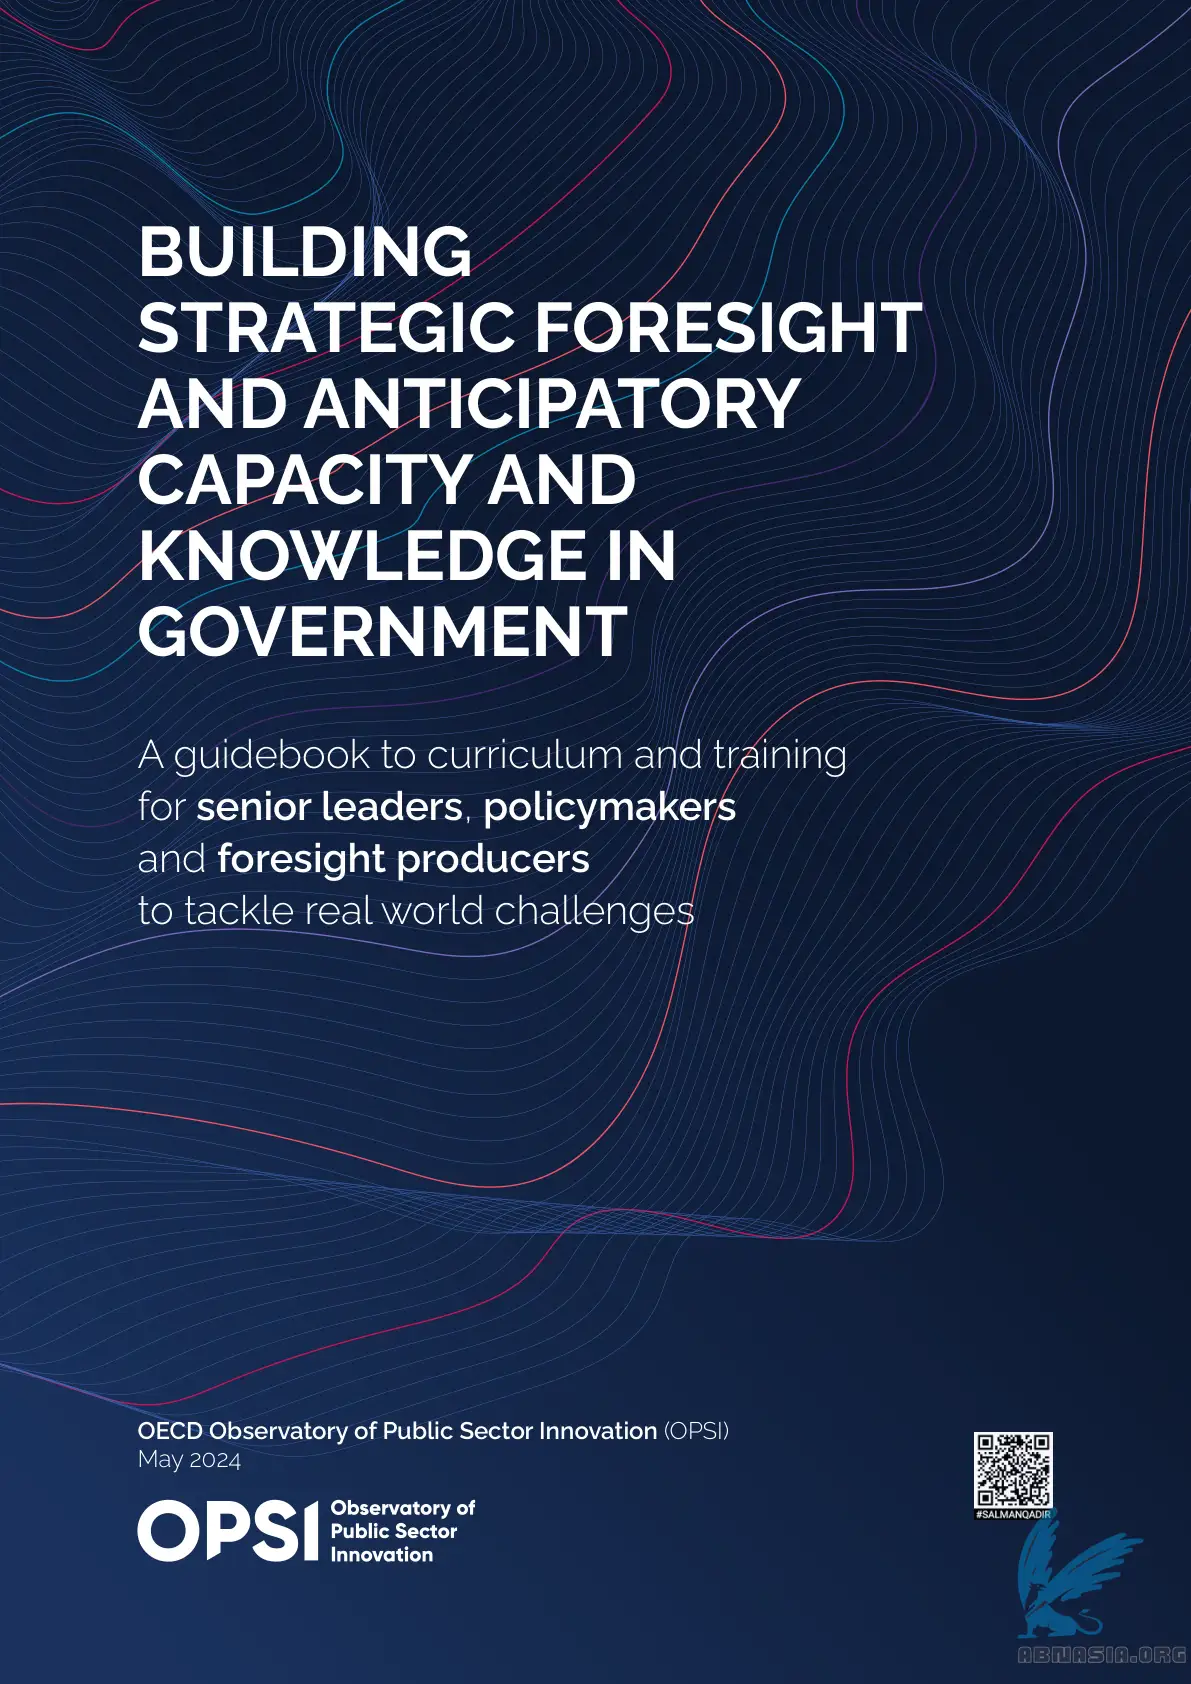 BUILDING
STRATEGIC FORESIGHT
AND ANTICIPATORY
CAPACITY AND
KNOWLEDGE IN
GOVERNMENT
A guidebook to curriculum and training
for senior leaders, policymakers
and foresight producers
to tackle real world challenges
OECD Observatory of Public Sector Innovation (OPSI)
May 2024
OPSI
Observatory of
Public Sector
Innovation
#SALMANQADIR
ABNASIA.ORG